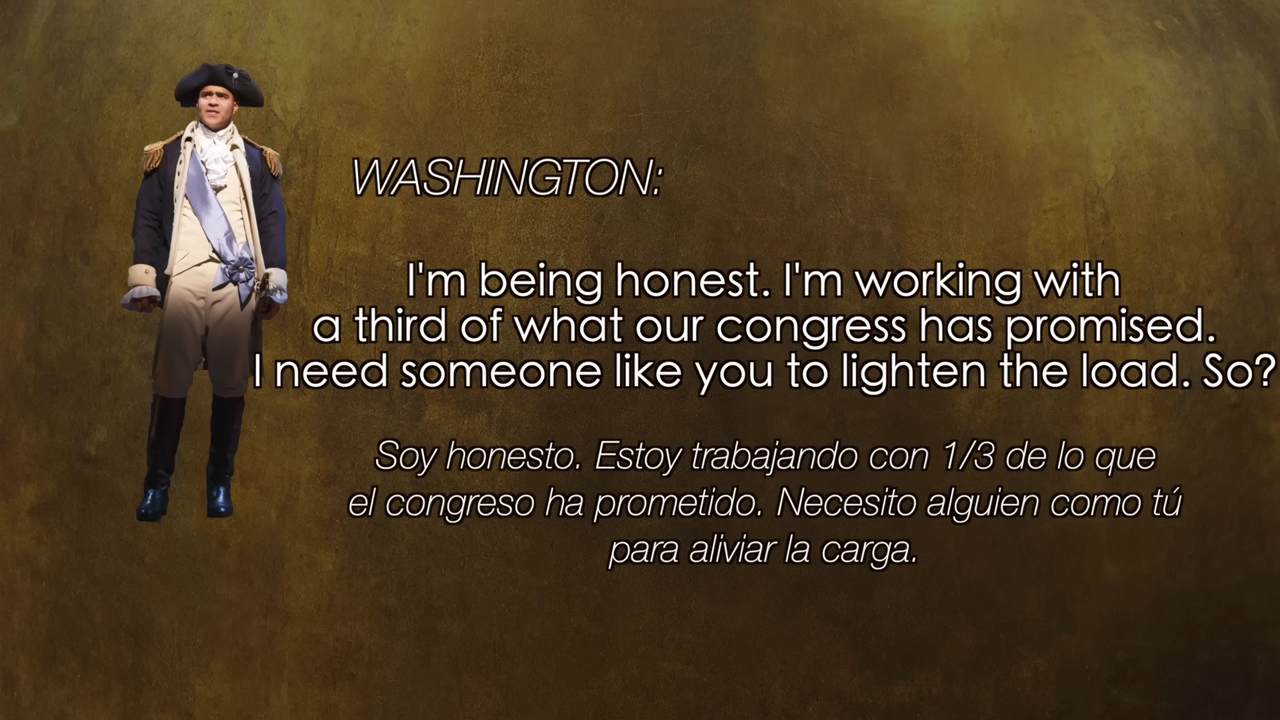 WASHINGTON:
I'm being honest. I'm working with
a third of what our congress has promised.
I need someone like you to lighten the load. So?
Soy honesto. Estoy trabajando con 1/3 de lo que
el congreso ha prometido. Necesito alguien como tú
para aliviar la carga.